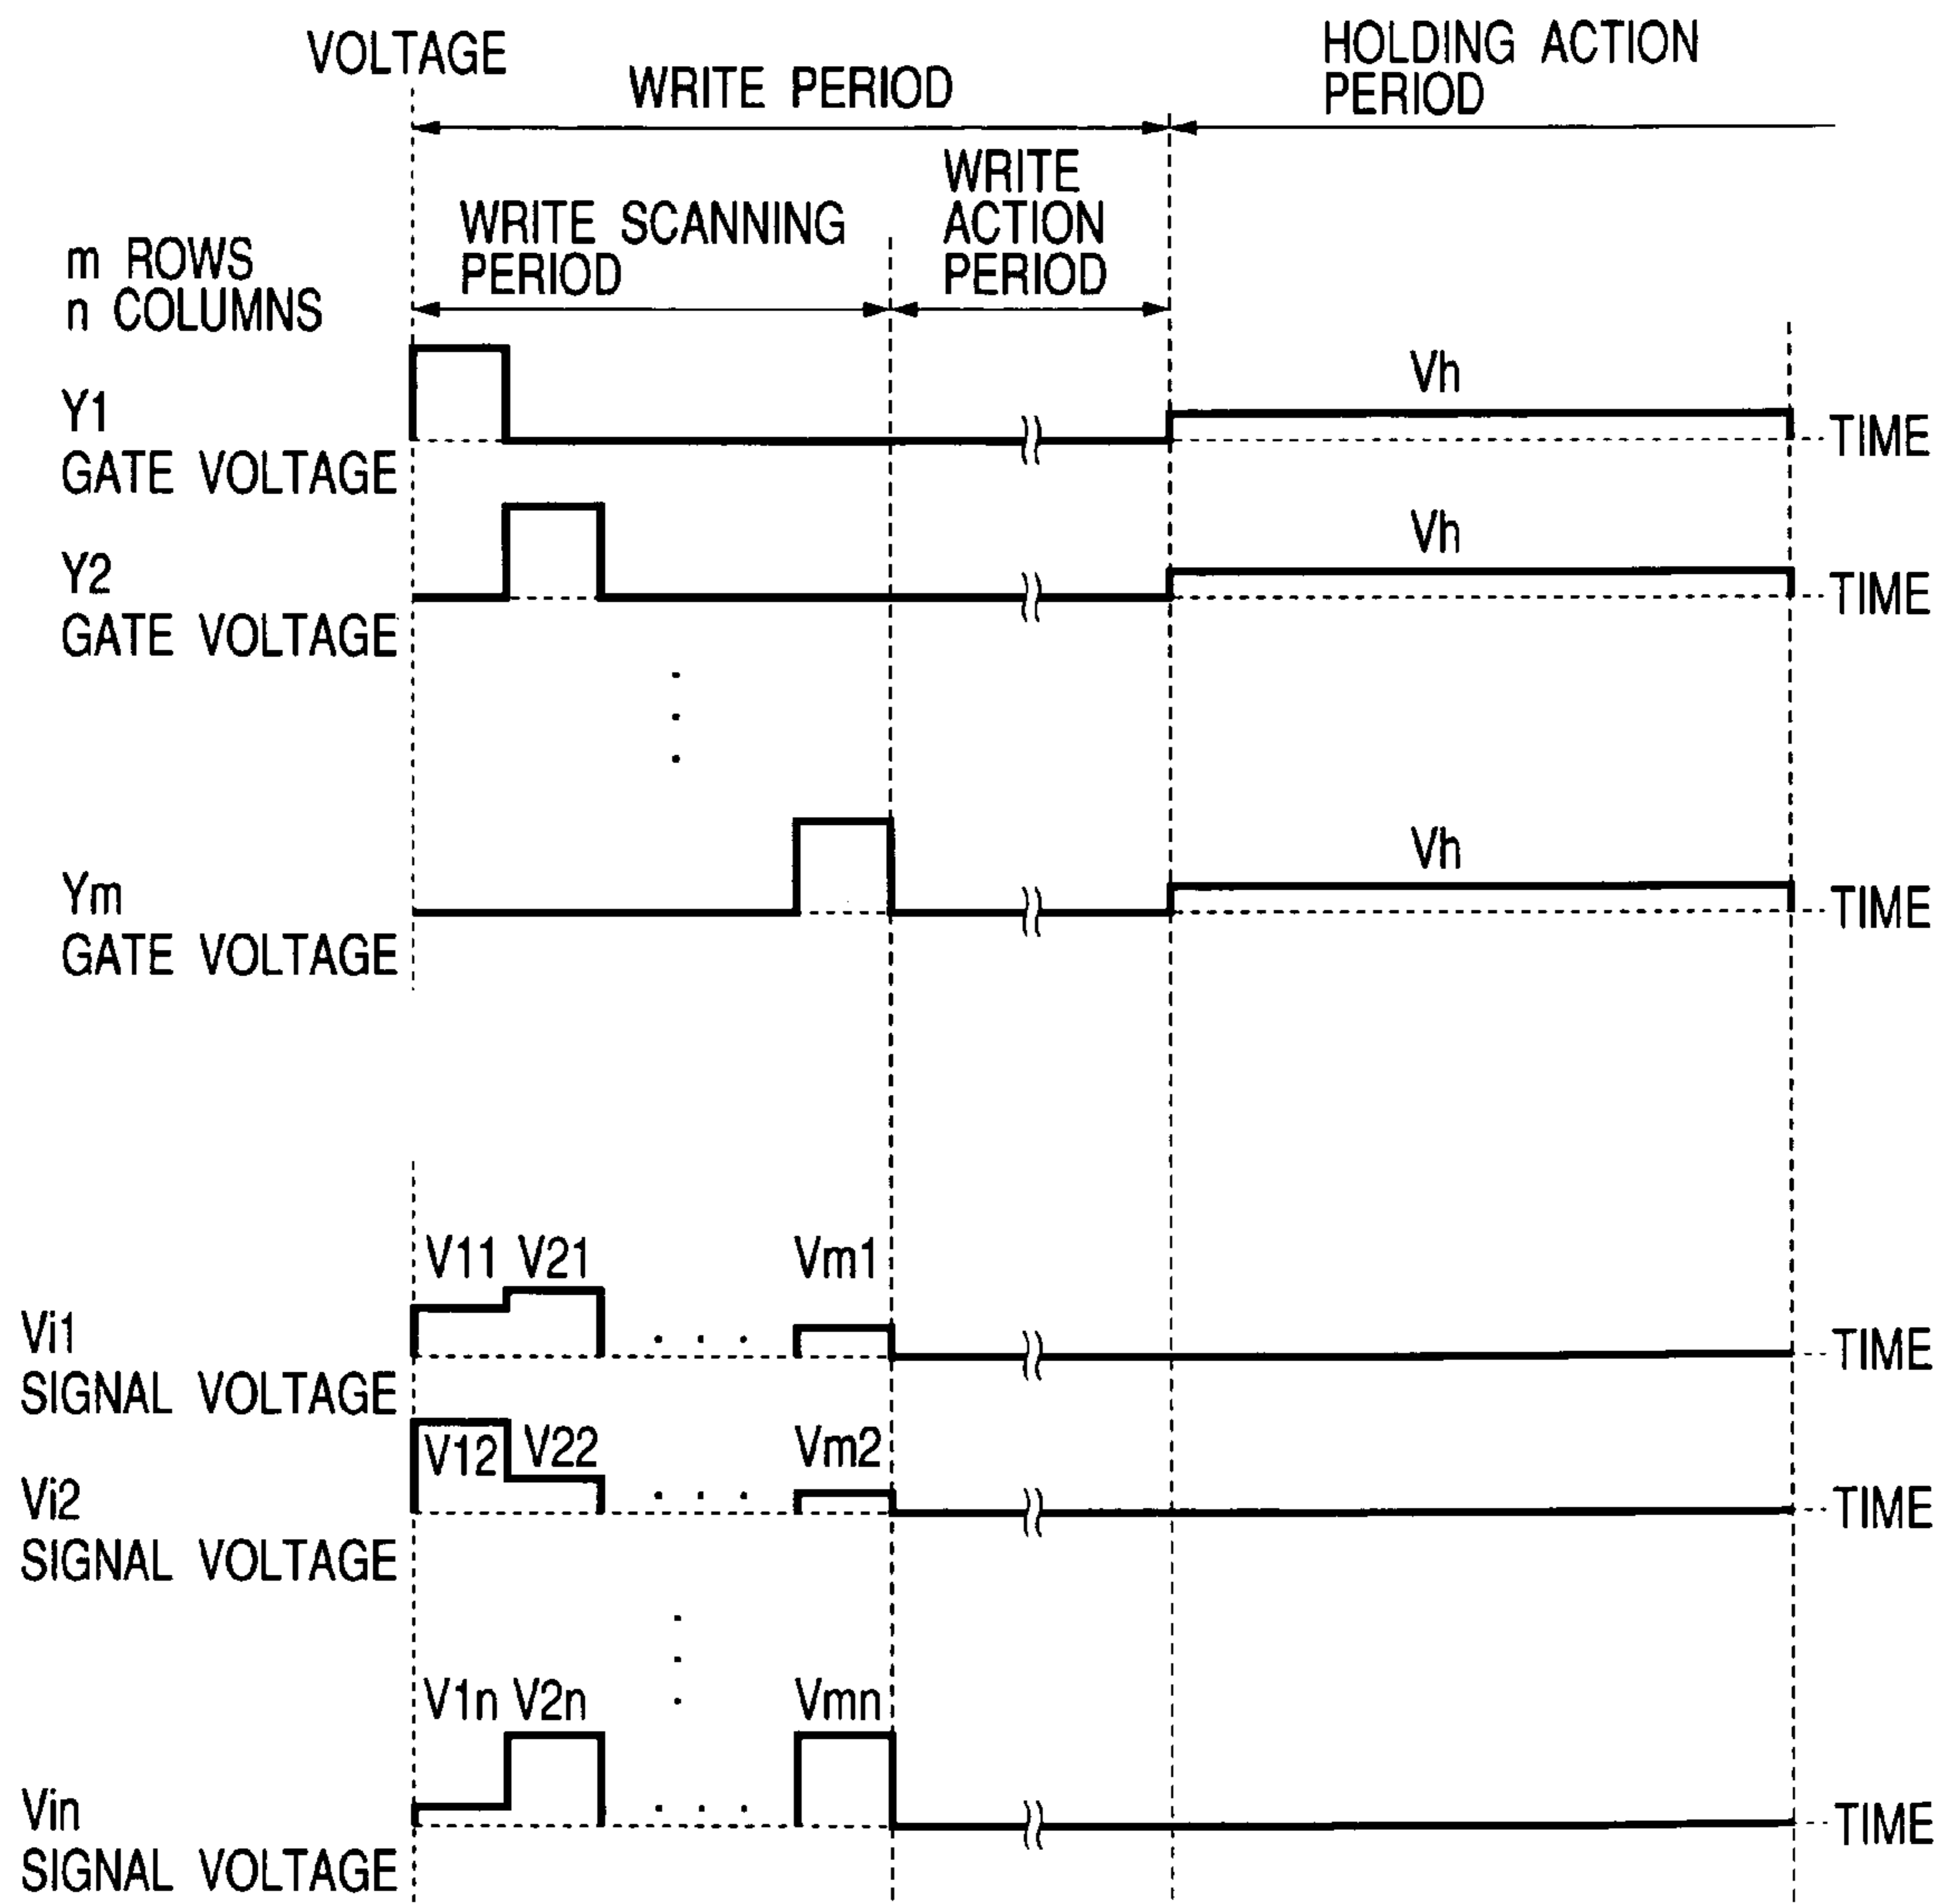 VOLTAGE
WRITE PERIOD
HOLDING ACTION
PERIOD
m ROWS
n COLUMNS
WRITE SCANNING
PERIOD
WRITE
ACTION
PERIOD
Y1
GATE VOLTAGE
Vh
TIME
Y2
GATE VOLTAGE
Vh
TIME
Ym
GATE VOLTAGE
Vh
TIME
V11 V21 Vm1
Vi1
SIGNAL VOLTAGE
TIME
V12 V22 Vm2
Vi2
SIGNAL VOLTAGE
TIME
V1n V2n Vmn
Vin
SIGNAL VOLTAGE
TIME